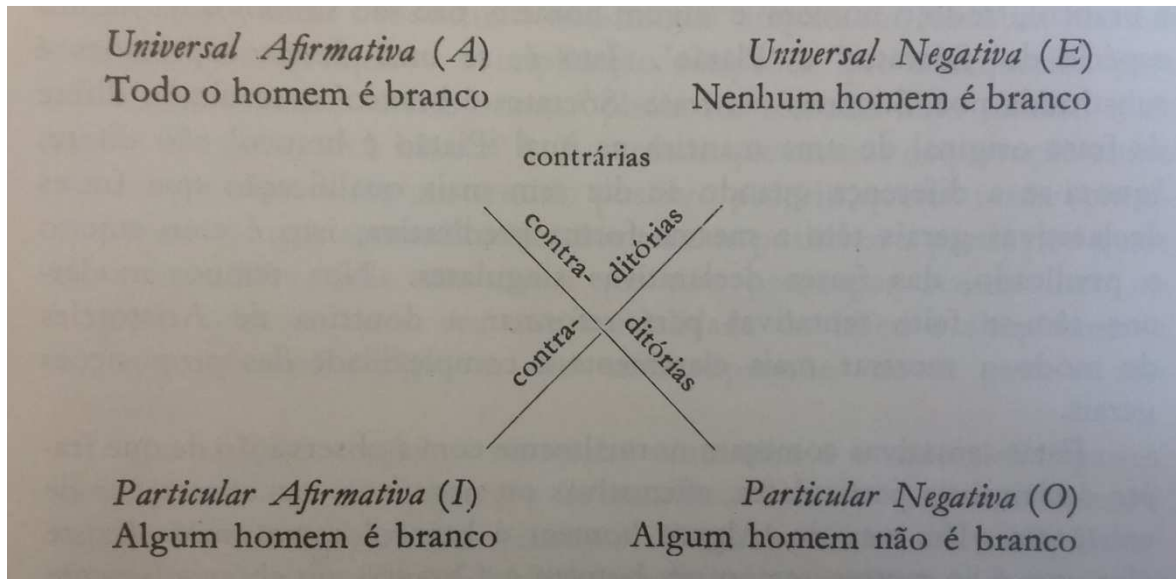 Universal Afirmativa (A)
Todo o homem é branco
Universal Negativa (E)
Nenhum homem é branco
contrárias
contra-
ditórias
contra-
ditórias
Particular Afirmativa (I)
Algum homem é branco
Particular Negativa (O)
Algum homem não é branco